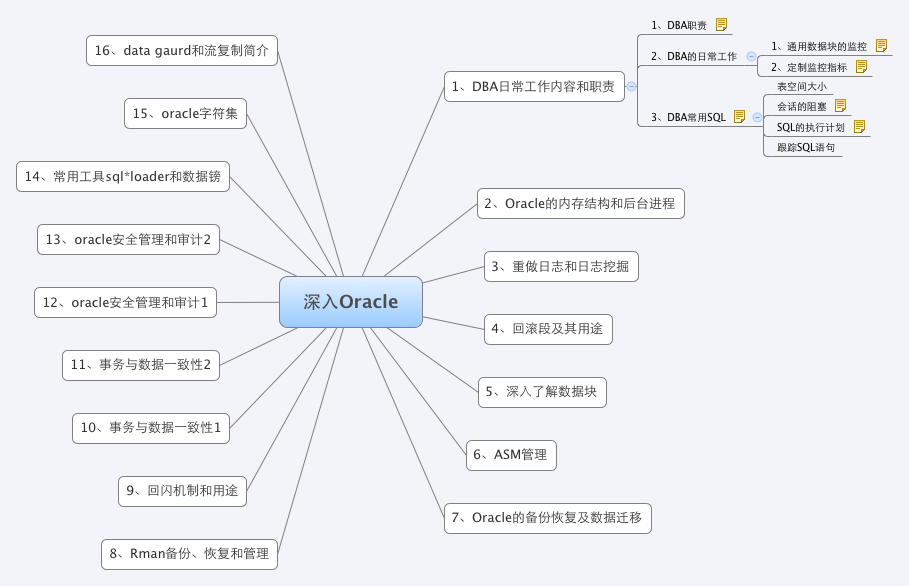 深入Oracle
1、DBA日常工作内容和职责
1、DBA职责
2、DBA的日常工作
1、通用数据块的监控
2、定制监控指标
3、DBA常用SQL
表空间大小
会话的阻塞
SQL的执行计划
跟踪SQL语句
2、Oracle的内存结构和后台进程
3、重做日志和日志挖掘
4、回滚段及其用途
5、深入了解数据块
6、ASM管理
7、Oracle的备份恢复及数据迁移
8、Rman备份、恢复和管理
9、回闪机制和用途
10、事务与数据一致性1
11、事务与数据一致性2
12、oracle安全管理和审计1
13、oracle安全管理和审计2
14、常用工具sql*loader和数据镑
15、oracle字符集
16、data gaurd和流复制简介